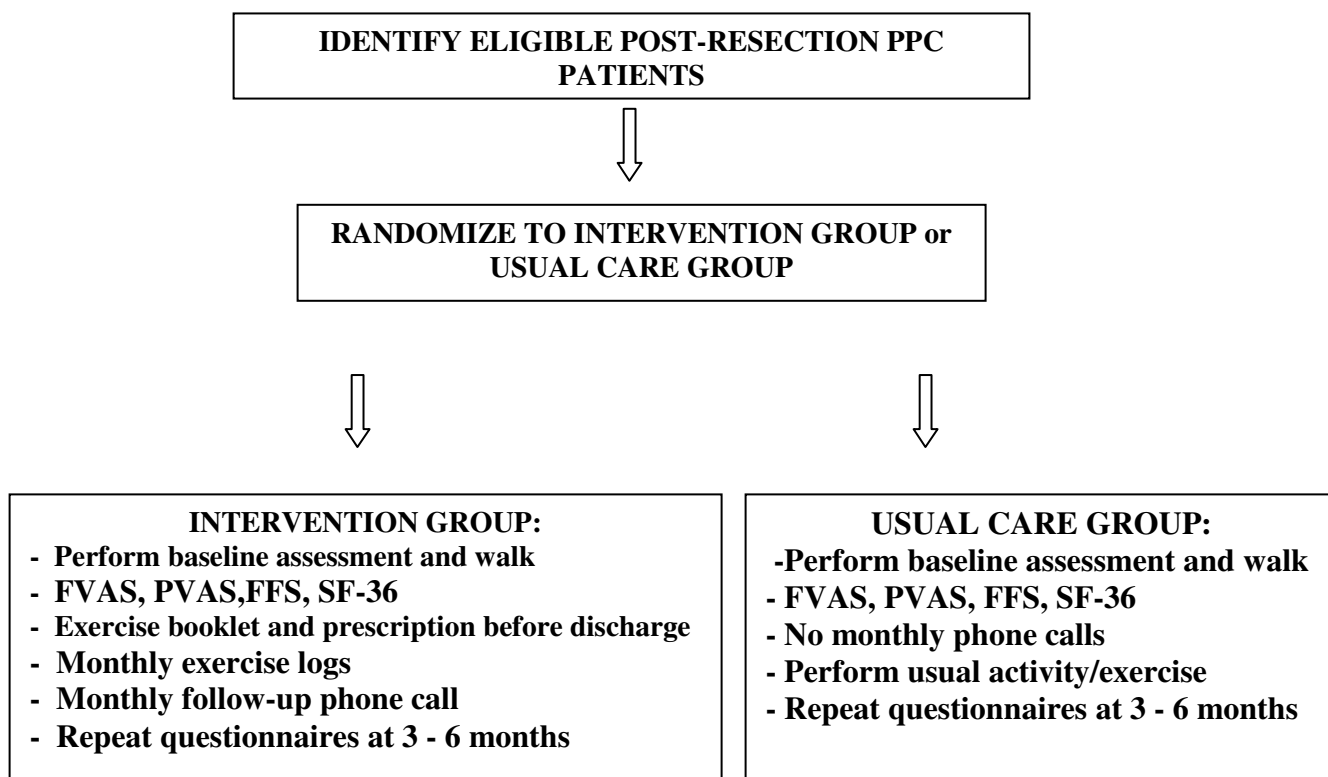 IDENTIFY ELIGIBLE POST-RESECTION PPC
PATIENTS
RANDOMIZE TO INTERVENTION GROUP or
USUAL CARE GROUP
INTERVENTION GROUP:
- Perform baseline assessment and walk
- FVAS, PVAS,FFS, SF-36
- Exercise booklet and prescription before discharge
- Monthly exercise logs
- Monthly follow-up phone call
- Repeat questionnaires at 3 - 6 months
USUAL CARE GROUP:
-Perform baseline assessment and walk
- FVAS, PVAS, FFS, SF-36
- No monthly phone calls
- Perform usual activity/exercise
- Repeat questionnaires at 3 - 6 months